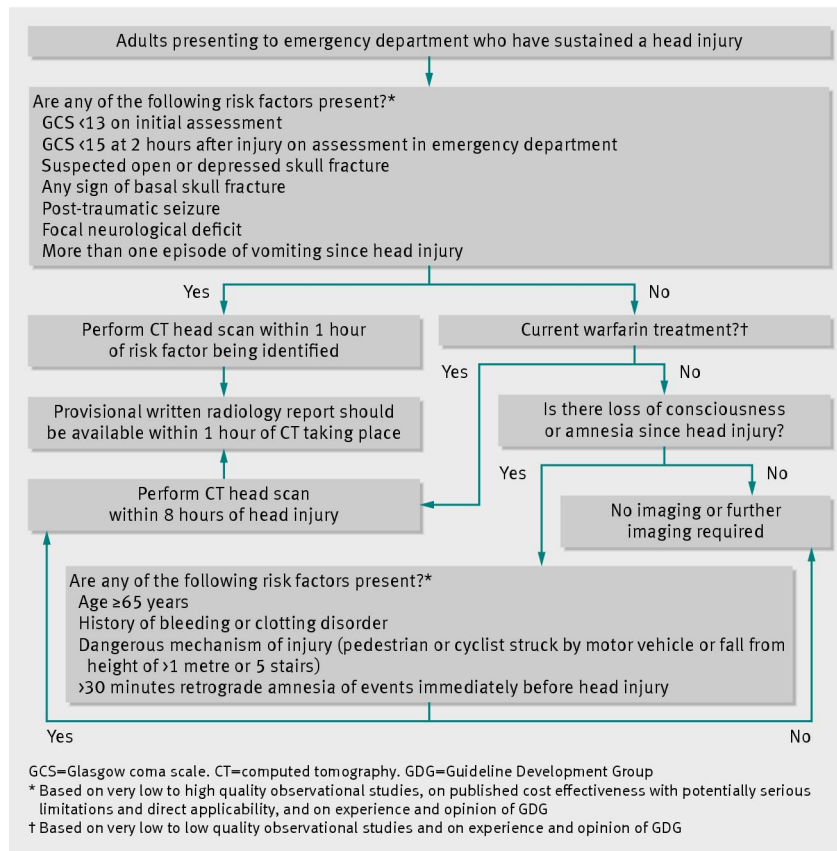 Adults presenting to emergency department who have sustained a head injury
Are any of the following risk factors present?*
GCS <13 on initial assessment
GCS <15 at 2 hours after injury on assessment in emergency department
Suspected open or depressed skull fracture
Any sign of basal skull fracture
Post-traumatic seizure
Focal neurological deficit
More than one episode of vomiting since head injury
Yes
No
Perform CT head scan within 1 hour
of risk factor being identified
Current warfarin treatment?†
Yes
No
Provisional written radiology report should
be available within 1 hour of CT taking place
Is there loss of consciousness
or amnesia since head injury?
Yes
No
Perform CT head scan
within 8 hours of head injury
No imaging or further
imaging required
Are any of the following risk factors present?*
Age ≥65 years
History of bleeding or clotting disorder
Dangerous mechanism of injury (pedestrian or cyclist struck by motor vehicle or fall from
height of >1 metre or 5 stairs)
>30 minutes retrograde amnesia of events immediately before head injury
Yes
No
GCS=Glasgow coma scale. CT=computed tomography. GDG=Guideline Development Group
* Based on very low to high quality observational studies, on published cost effectiveness with potentially serious
limitations and direct applicability, and on experience and opinion of GDG
† Based on very low to low quality observational studies and on experience and opinion of GDG